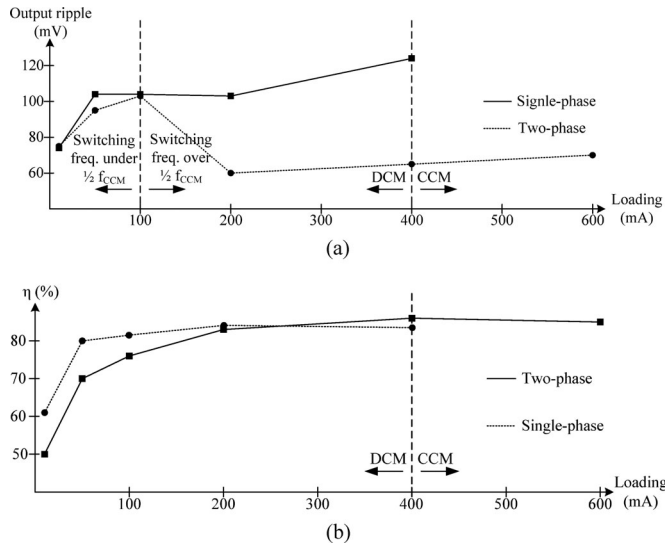 Output ripple
(mV)
120
100
80
60
Switching
freq. under
½ fCCM
Switching
freq. over
½ fCCM
Signle-phase
Two-phase
DCM
CCM
Loading
(mA)
100
200
300
400
500
600
(a)
η (%)
80
70
60
50
Two-phase
Single-phase
DCM
CCM
Loading
(mA)
100
200
300
400
500
600
(b)